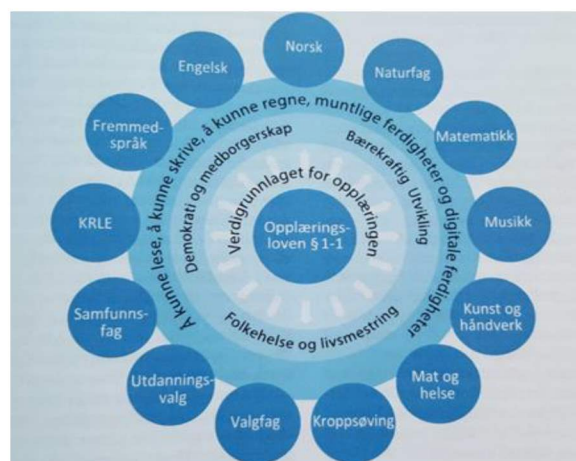 Norsk
Naturfag
Matematikk
Musikk
Kunst og
håndverk
Mat og
helse
Kroppsøving
Valgfag
Utdannings-
valg
Samfunns-
fag
KRLE
Fremmed-
språk
Engelsk
Å kunne lese, å kunne skrive, å kunne regne, muntlige ferdigheter og digitale ferdigheter
Demokrati og medborgerskap
Bærekraftig Utvikling
Folkehelse og livsmestring
Verdigrunnlaget for opplæringen
Opplærings-
loven § 1-1